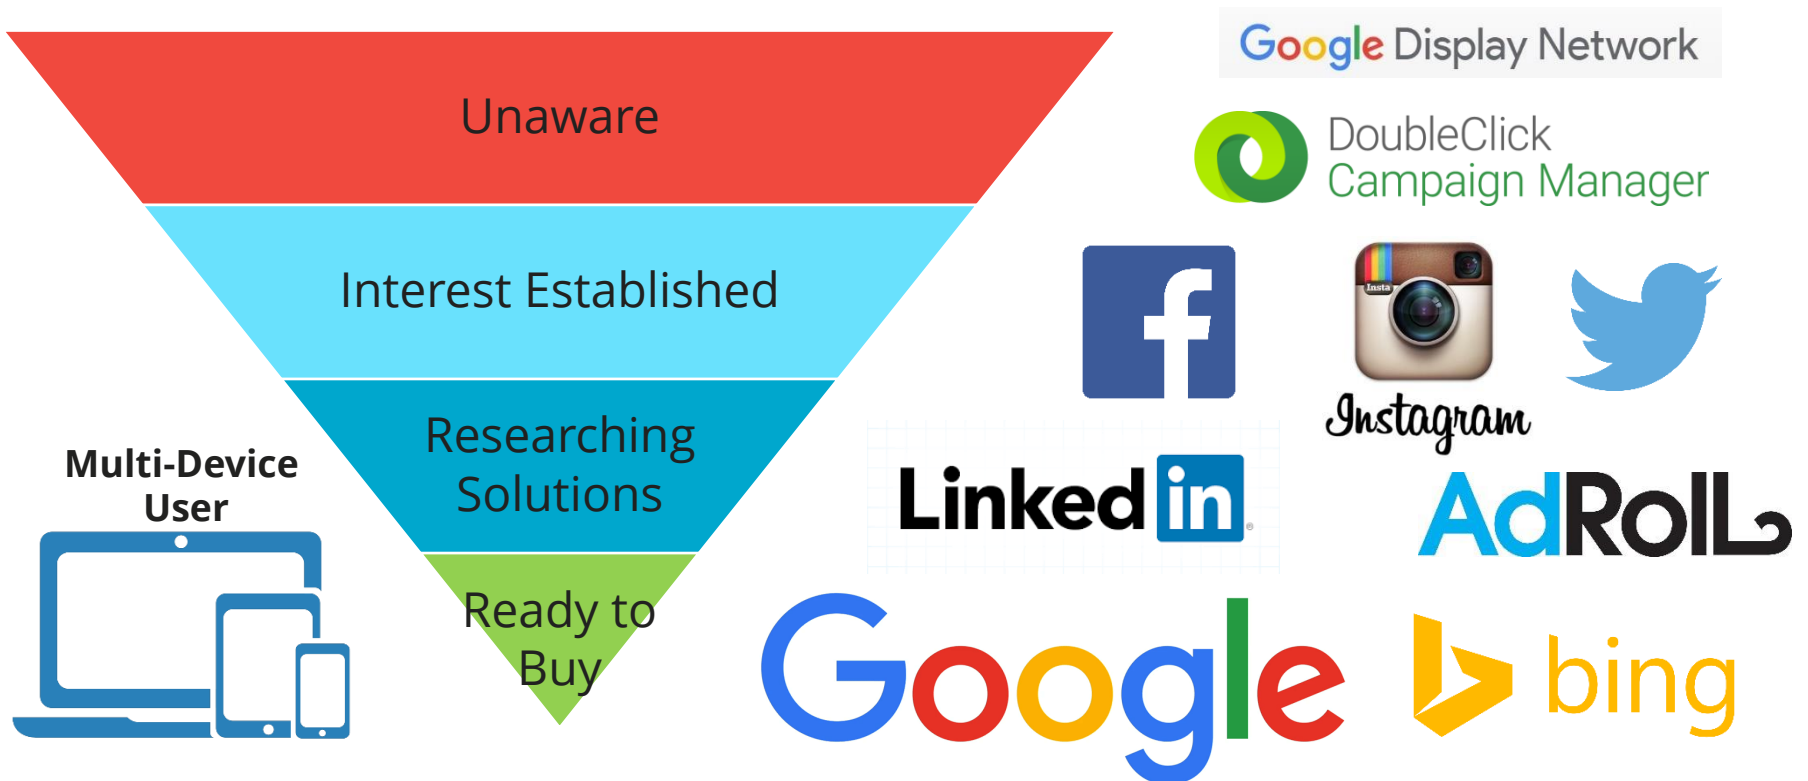 Google Display Network
Unaware
DoubleClick
Campaign Manager
Interest Established
f
Insta
Instagram
Researching
Solutions
Multi-Device
User
Linked in
®
AdRoll
Ready to
Buy
Google
bing